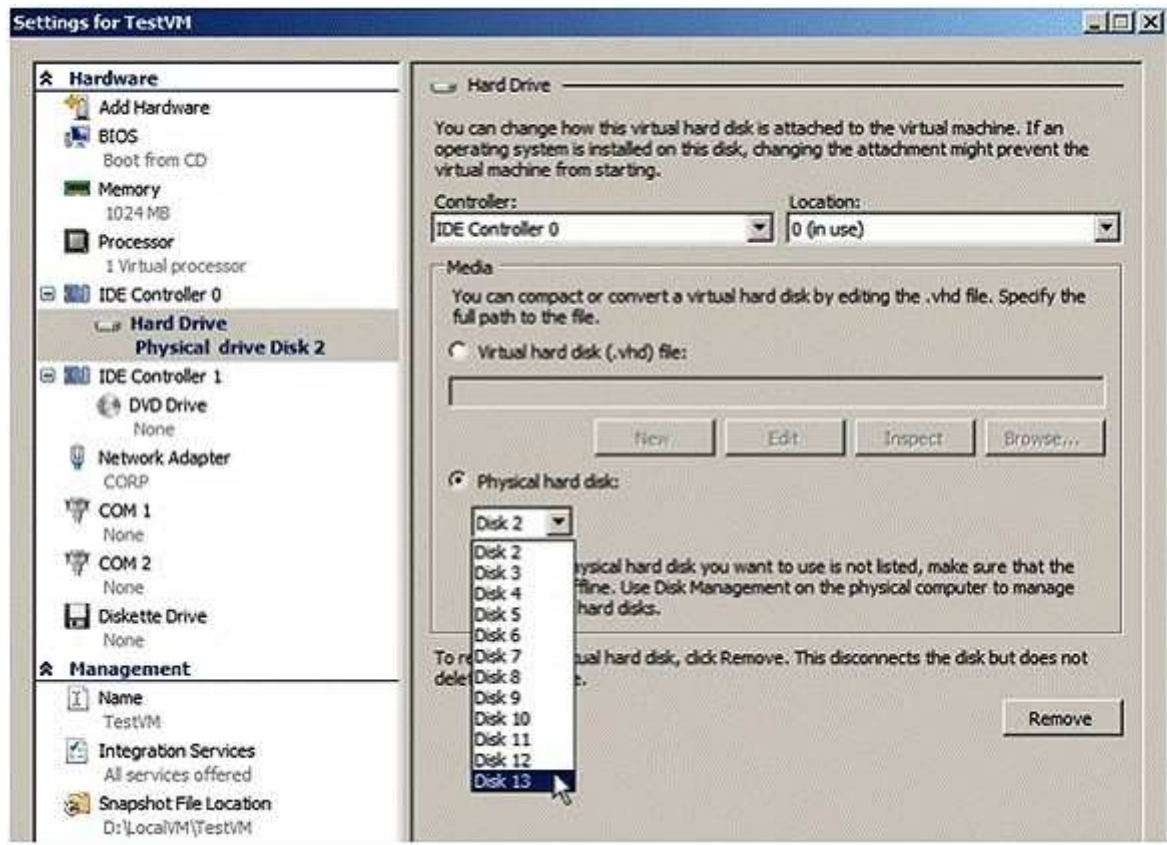 Settings for TestVM
Hardware
Add Hardware
BIOS
Boot from CD
Memory
1024 MB
Processor
1 Virtual processor
IDE Controller 0
Hard Drive
Physical drive Disk 2
IDE Controller 1
DVD Drive
None
Network Adapter
CORP
COM 1
None
COM 2
None
Diskette Drive
None
Management
Name
TestVM
Integration Services
All services offered
Snapshot File Location
D:\LocalVM\TestVM
Hard Drive
You can change how this virtual hard disk is attached to the virtual machine. If an
operating system is installed on this disk, changing the attachment might prevent the
virtual machine from starting.
Controller: Location:
IDE Controller 0 0 (in use)
Media
You can compact or convert a virtual hard disk by editing the .vhd file. Specify the
full path to the file.
Virtual hard disk (.vhd) file:
New Edit Inspect Browse...
Physical hard disk:
Disk 2
Disk 2
Disk 3
Disk 4
Disk 5
Disk 6
Disk 7
Disk 8
Disk 9
Disk 10
Disk 11
Disk 12
Disk 13
hard disk you want to use is not listed, make sure that the
Use Disk Management on the physical computer to manage
hard disks.
To hard disk, click Remove. This disconnects the disk but does not
Remove